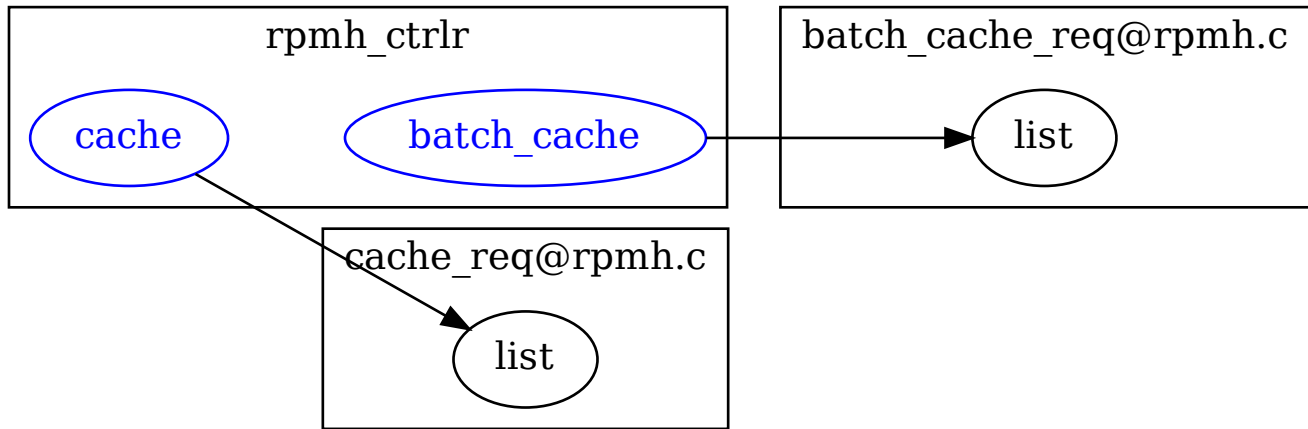 rpmh_ctrlr
cache
batch_cache
batch_cache_req@rpmh.c
list
cache_req@rpmh.c
list